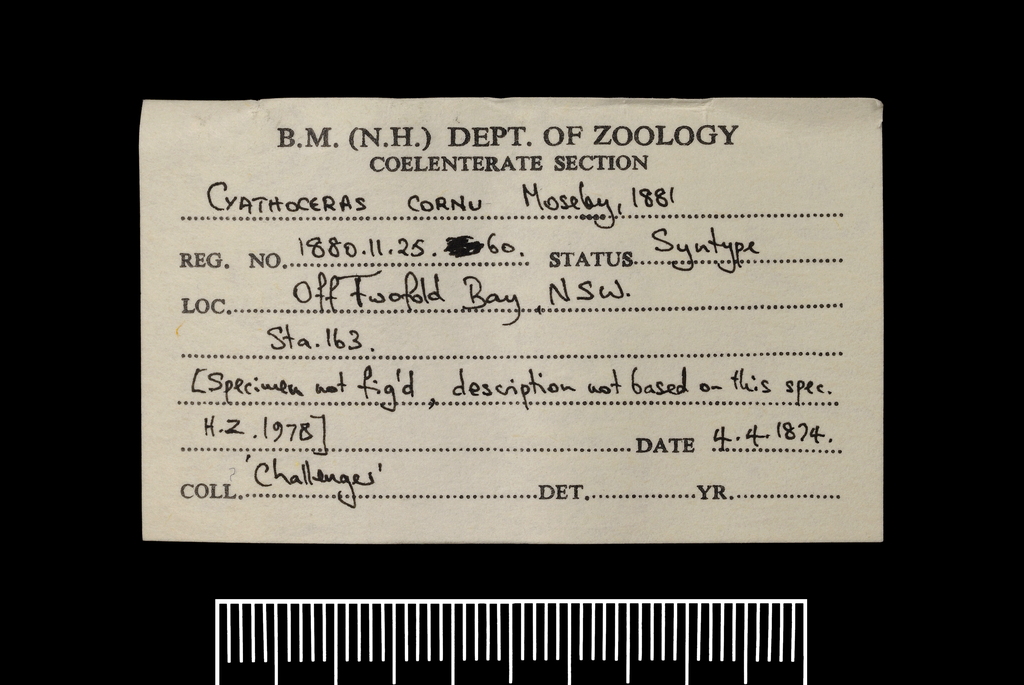 B.M. (N.H.) DEPT. OF ZOOLOGY
COELENTERATE SECTION
CYATHOCERAS CORNU Moseley, 1881
REG. NO. 1880.11.25. 60. STATUS Syntype
LOC. Off Twofold Bay, NSW.
Sta. 163.
[Specimen not fig'd, description not based on this spec.
H.Z. 1978] DATE 4.4.1874.
COLL. 'Challenger' DET. YR.